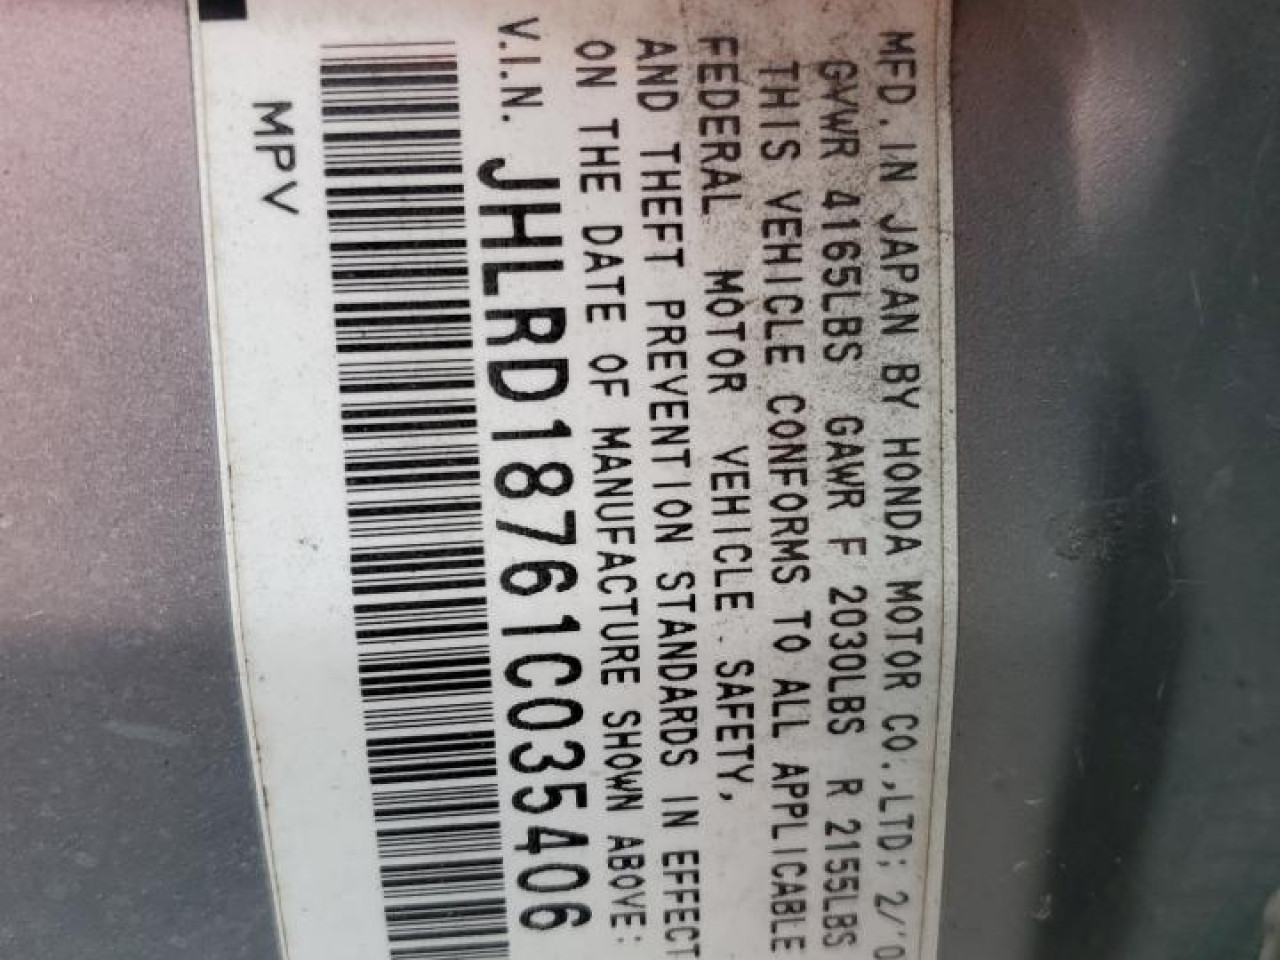 MFD. IN JAPAN BY HONDA MOTOR CO.,LTD; 2/'0
GVWR 4165LBS GAWR F 2030LBS R 2155LBS
THIS VEHICLE CONFORMS TO ALL APPLICABLE
FEDERAL MOTOR VEHICLE SAFETY,
AND THEFT PREVENTION STANDARDS IN EFFECT
ON THE DATE OF MANUFACTURE SHOWN ABOVE:
V.I.N. JHLRD18761C035406
MPV